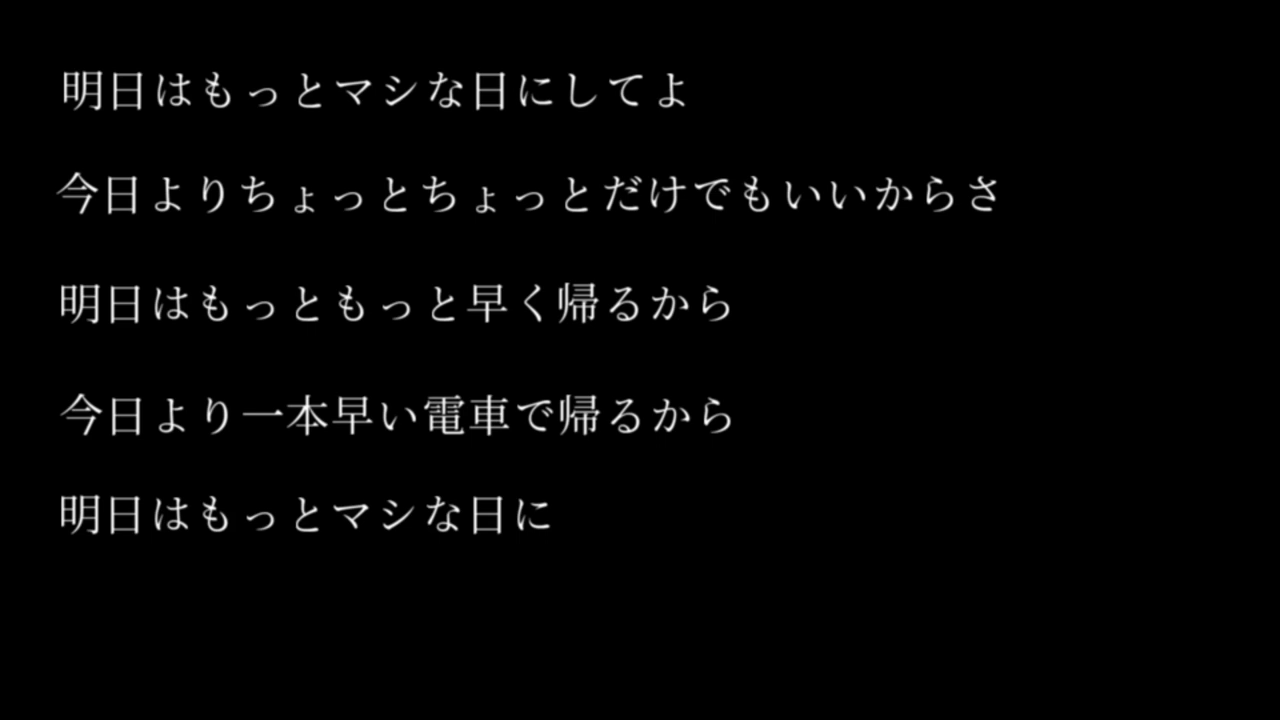 明日はもっとマシな日にしてよ
今日よりちょっとちょっとだけでもいいからさ
明日はもっともっと早く帰るから
今日より一本早い電車で帰るから
明日はもっとマシな日に